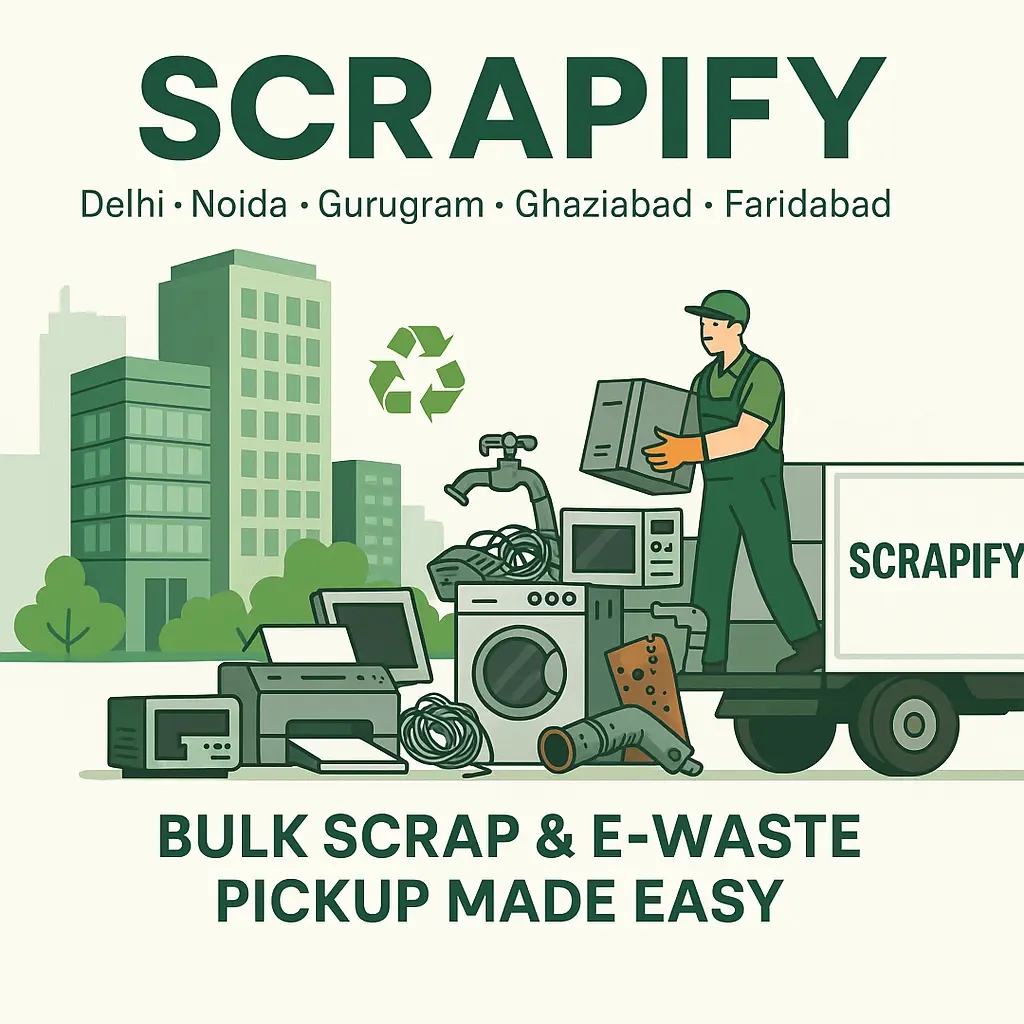 SCRAPIFY
Delhi · Noida · Gurugram · Ghaziabad · Faridabad
SCRAPIFY
BULK SCRAP & E-WASTE
PICKUP MADE EASY